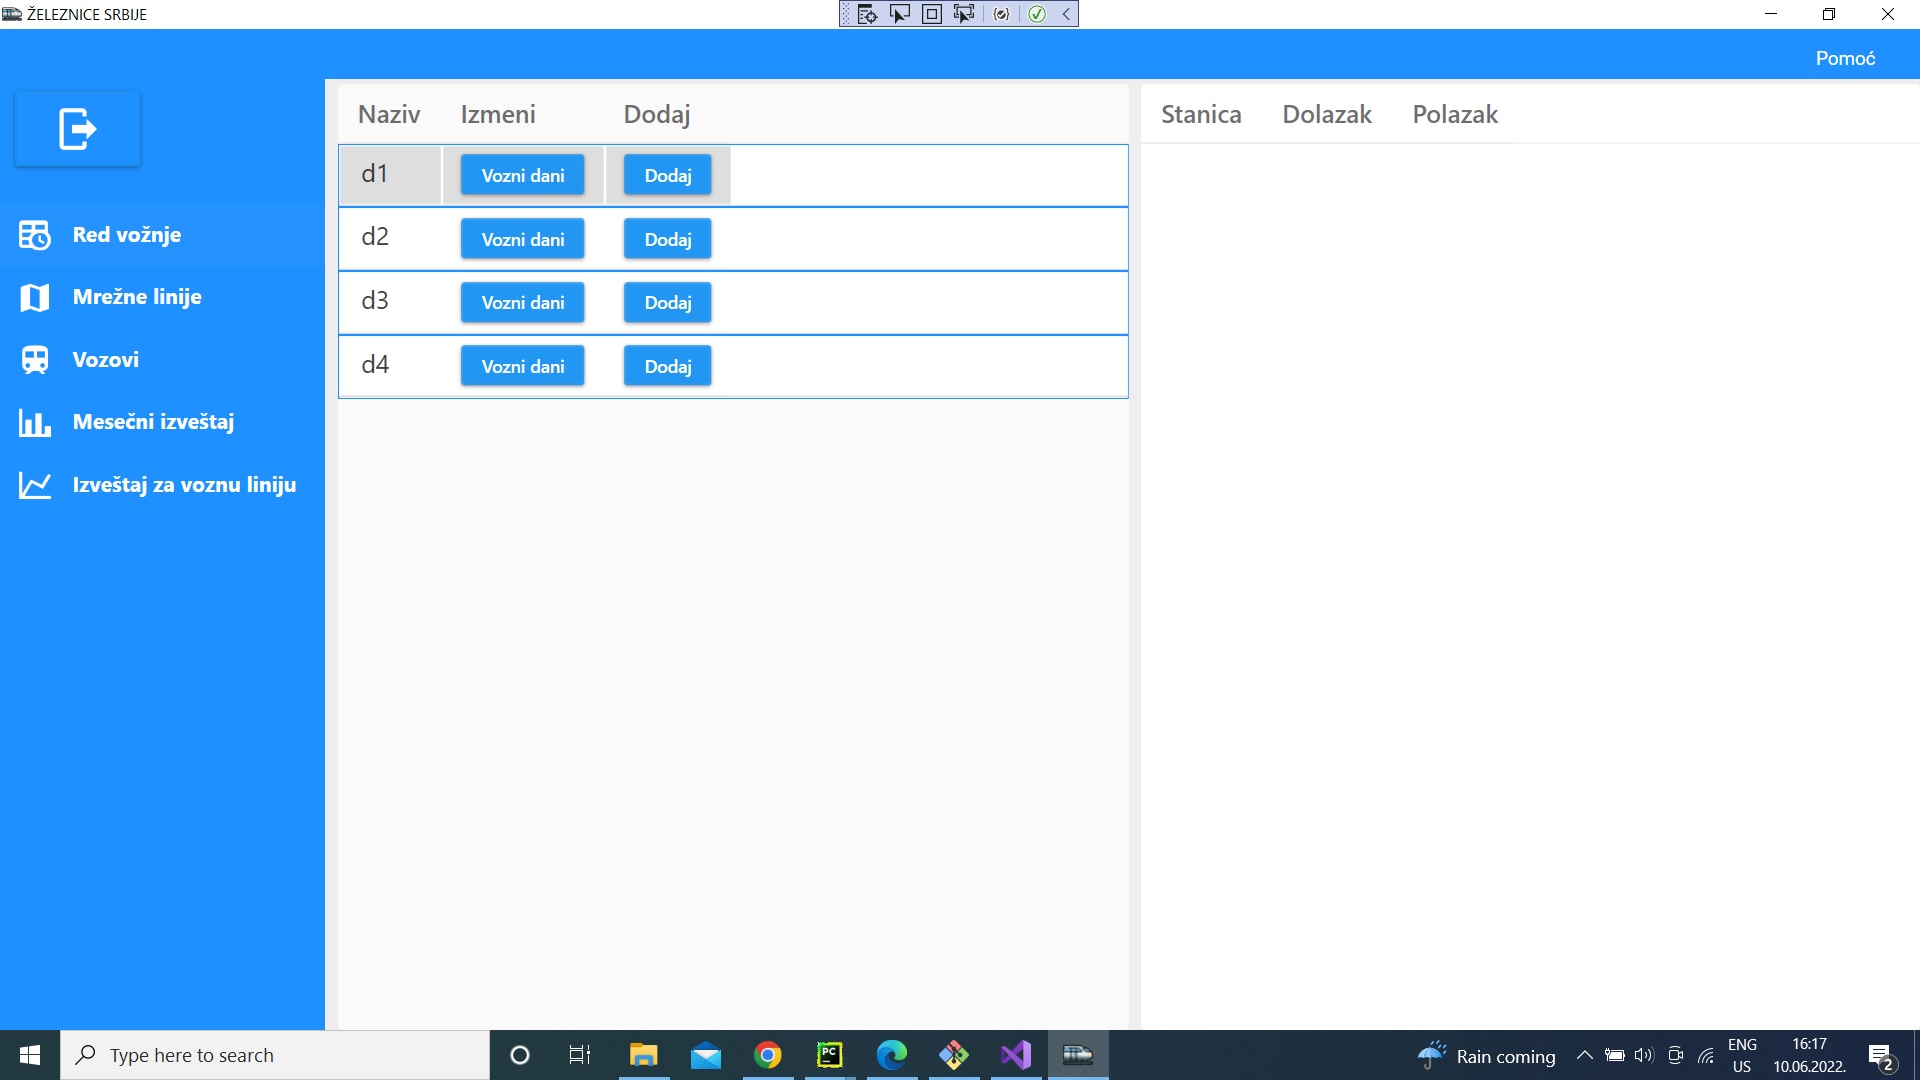 ŽELEZNICE SRBIJE
Pomoć
Red vožnje
Mrežne linije
Vozovi
Mesečni izveštaj
Izveštaj za voznu liniju
Naziv Izmeni Dodaj
d1 Vozni dani Dodaj
d2 Vozni dani Dodaj
d3 Vozni dani Dodaj
d4 Vozni dani Dodaj
Stanica Dolazak Polazak
Type here to search
PC
Rain coming
ENG
US
16:17
10.06.2022.
2